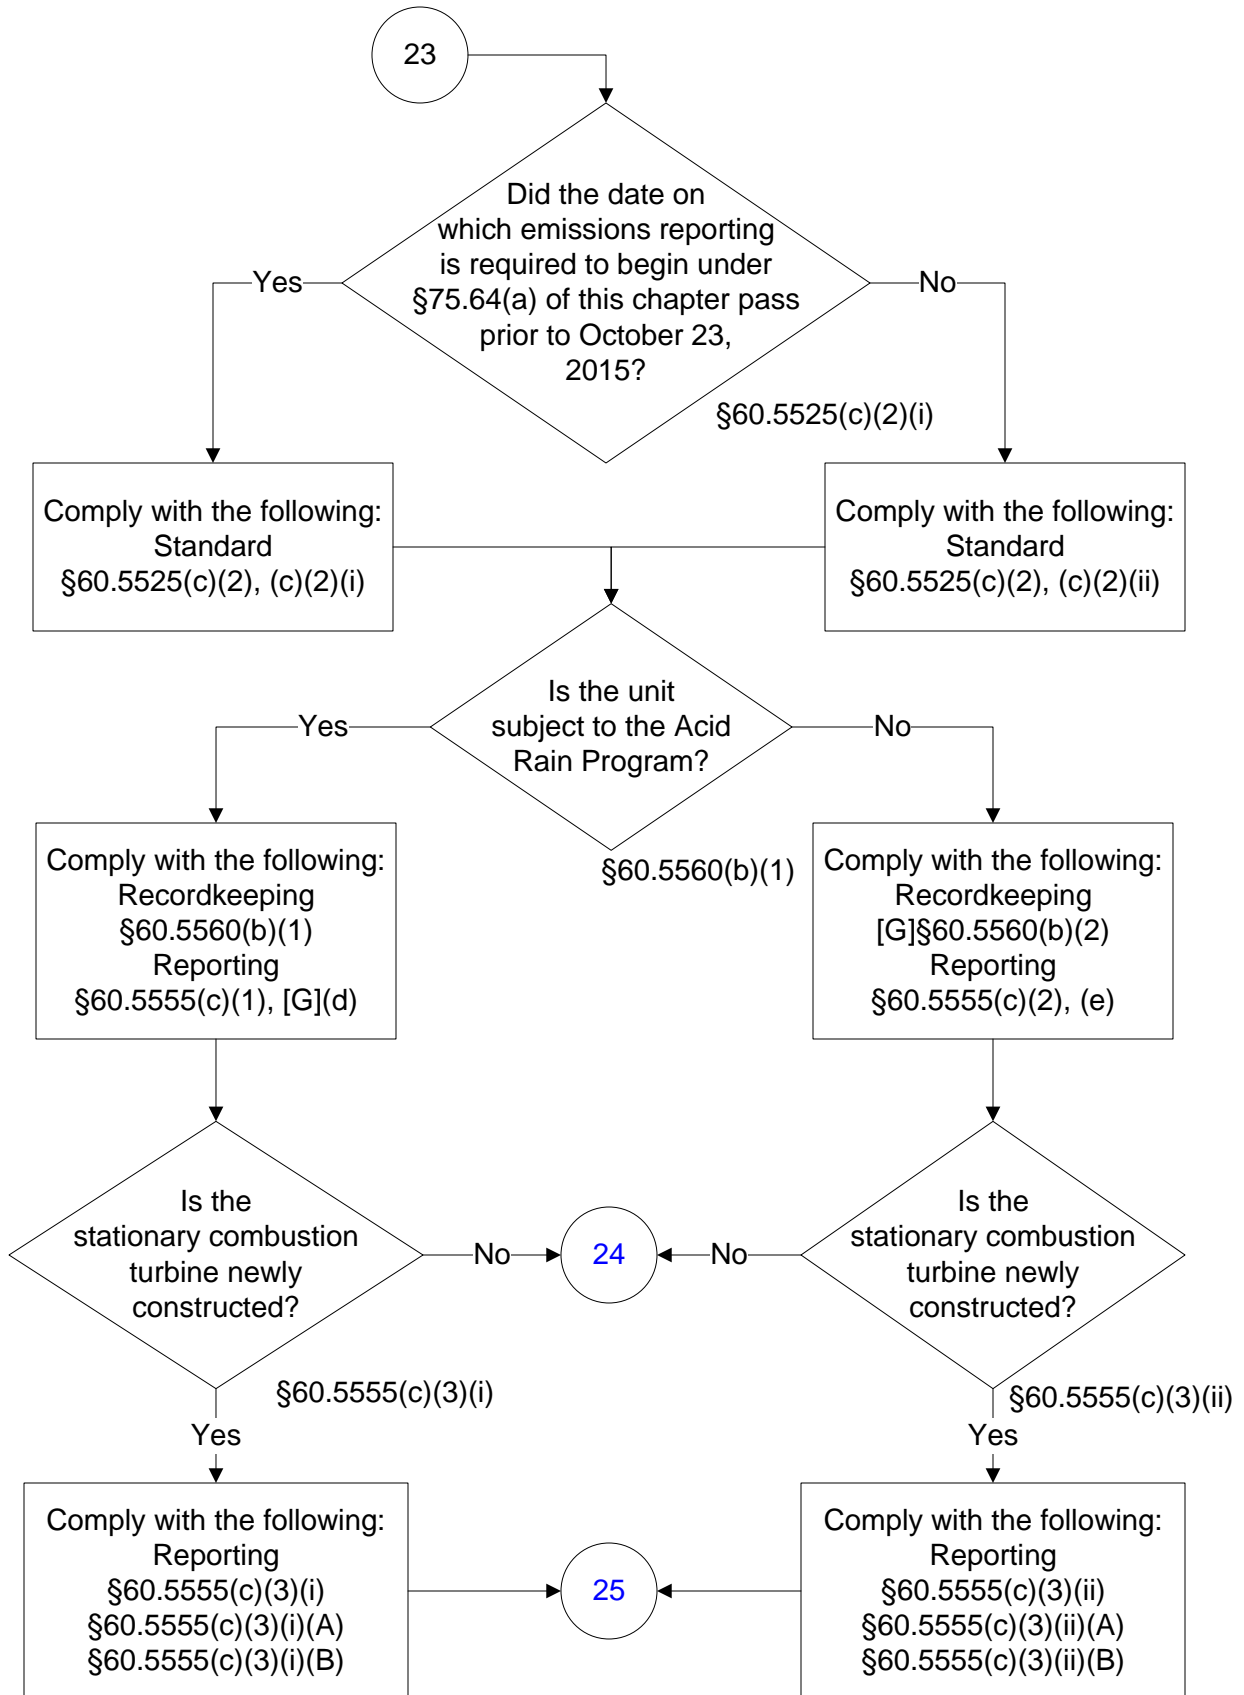 23
Did the date on
which emissions reporting
is required to begin under
§75.64(a) of this chapter pass
prior to October 23,
2015?
Yes
No
§60.5525(c)(2)(i)
Comply with the following:
Standard
§60.5525(c)(2), (c)(2)(i)
Comply with the following:
Standard
§60.5525(c)(2), (c)(2)(ii)
Is the unit
subject to the Acid
Rain Program?
Yes
No
§60.5560(b)(1)
Comply with the following:
Recordkeeping
§60.5560(b)(1)
Reporting
§60.5555(c)(1), [G](d)
Comply with the following:
Recordkeeping
[G]§60.5560(b)(2)
Reporting
§60.5555(c)(2), (e)
Is the
stationary combustion
turbine newly
constructed?
No
24
No
Is the
stationary combustion
turbine newly
constructed?
§60.5555(c)(3)(i)
§60.5555(c)(3)(ii)
Yes
Yes
Comply with the following:
Reporting
§60.5555(c)(3)(i)
§60.5555(c)(3)(i)(A)
§60.5555(c)(3)(i)(B)
25
Comply with the following:
Reporting
§60.5555(c)(3)(ii)
§60.5555(c)(3)(ii)(A)
§60.5555(c)(3)(ii)(B)